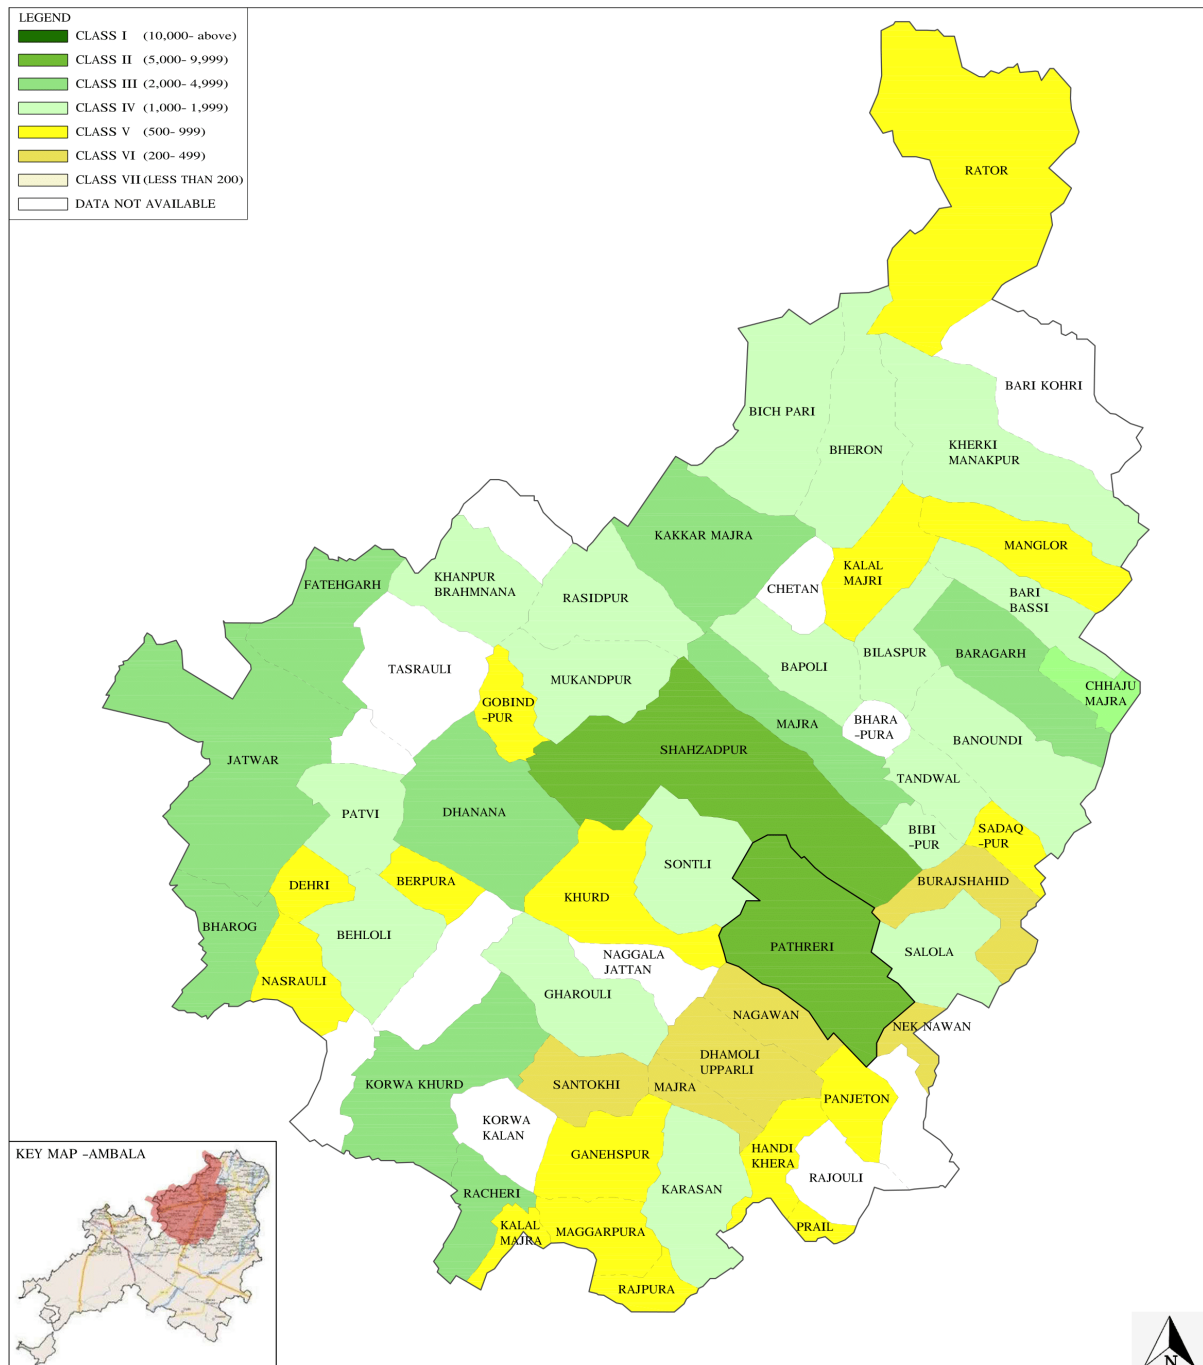 LEGEND
CLASS I (10,000- above)
CLASS II (5,000- 9,999)
CLASS III (2,000- 4,999)
CLASS IV (1,000- 1,999)
CLASS V (500- 999)
CLASS VI (200- 499)
CLASS VII (LESS THAN 200)
DATA NOT AVAILABLE
RATOR
BARI KOHRI
BICH PARI
BHERON
KHERKI
MANAKPUR
KAKKAR MAJRA
MANGLOR
KALAL
MAJRI
CHETAN
FATEHGARH
KHANPUR
BRAHMNANA
RASIDPUR
BARI
BASSI
TASRAULI
BAPOLI
BILASPUR
BARAGARH
MUKANDPUR
GOBIND
-PUR
CHHAJU
MAJRA
MAJRA
BHARA
-PURA
BANOUNDI
JATWAR
SHAHZADPUR
TANDWAL
PATVI
DHANANA
BIBI
-PUR
SADAQ
-PUR
SONTLI
DEHRI
BERPURA
KHURD
BURAJSHAHID
BHAROG
BEHLOLI
PATHRERI
SALOLA
NAGGALA
JATTAN
NASRAULI
GHAROULI
NAGAWAN
NEK NAWAN
DHAMOLI
UPPARLI
KORWA KHURD
SANTOKHI
MAJRA
PANJETON
KORWA
KALAN
GANEHSPUR
HANDI
KHERA
RAJOULI
RACHERI
KARASAN
KALAL
MAJRA
MAGGARPURA
PRAIL
RAJPURA
KEY MAP -AMBALA
N